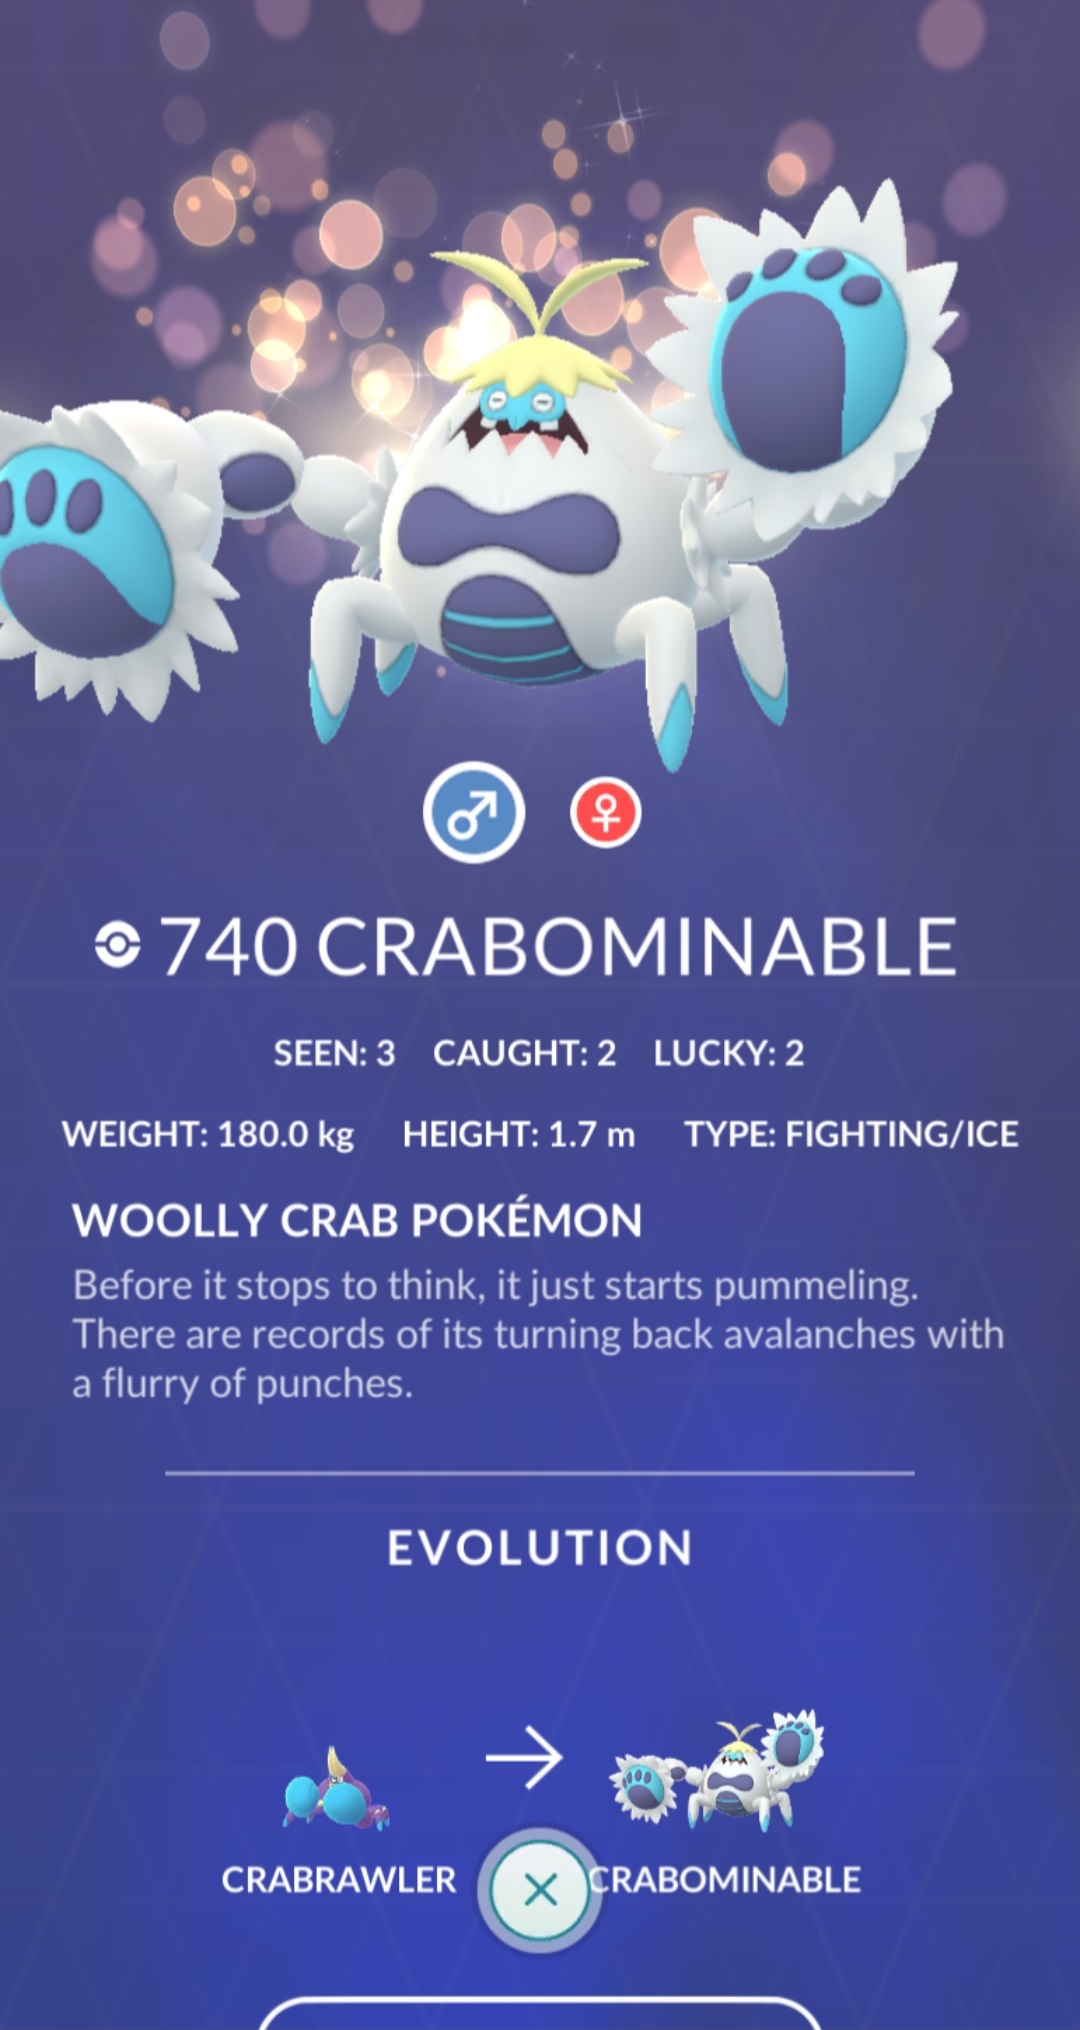 740 CRABOMINABLE
SEEN: 3 CAUGHT: 2 LUCKY: 2
WEIGHT: 180.0 kg HEIGHT: 1.7 m TYPE: FIGHTING/ICE
WOOLLY CRAB POKÉMON
Before it stops to think, it just starts pummeling.
There are records of its turning back avalanches with
a flurry of punches.
EVOLUTION
CRABRAWLER CRABOMINABLE